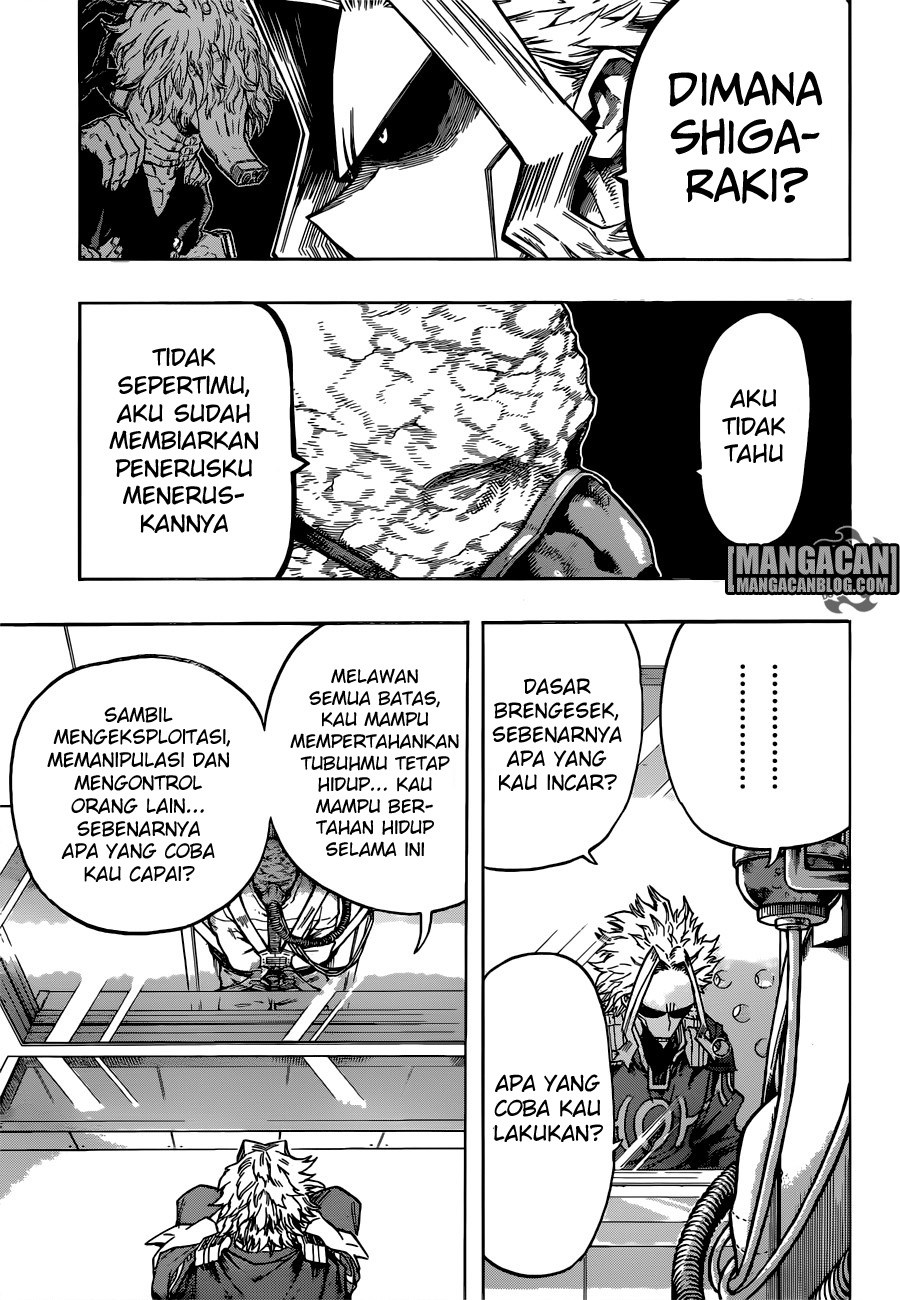 DIMANA
SHIGA-
RAKI?
AKU
TIDAK
TAHU
TIDAK
SEPERTIMU,
AKU SUDAH
MEMBIARKAN
PENERUSKU
MENERUS-
KANNYA
[MANGACAN]
MANGACANBLOG.COM
........
DASAR
BRENGESEK,
SEBENARNYA
APA YANG
KAU INCAR?
APA YANG
COBA KAU
LAKUKAN?
MELAWAN
SEMUA BATAS,
KAU MAMPU
MEMPERTAHANKAN
TUBUHMU TETAP
HIDUP... KAU
MAMPU BER-
TAHAN HIDUP
SELAMA INI
SAMBIL
MENGEKSPLOITASI,
MEMANIPULASI DAN
MENGONTROL
ORANG LAIN...
SEBENARNYA
APA YANG COBA
KAU CAPAI?